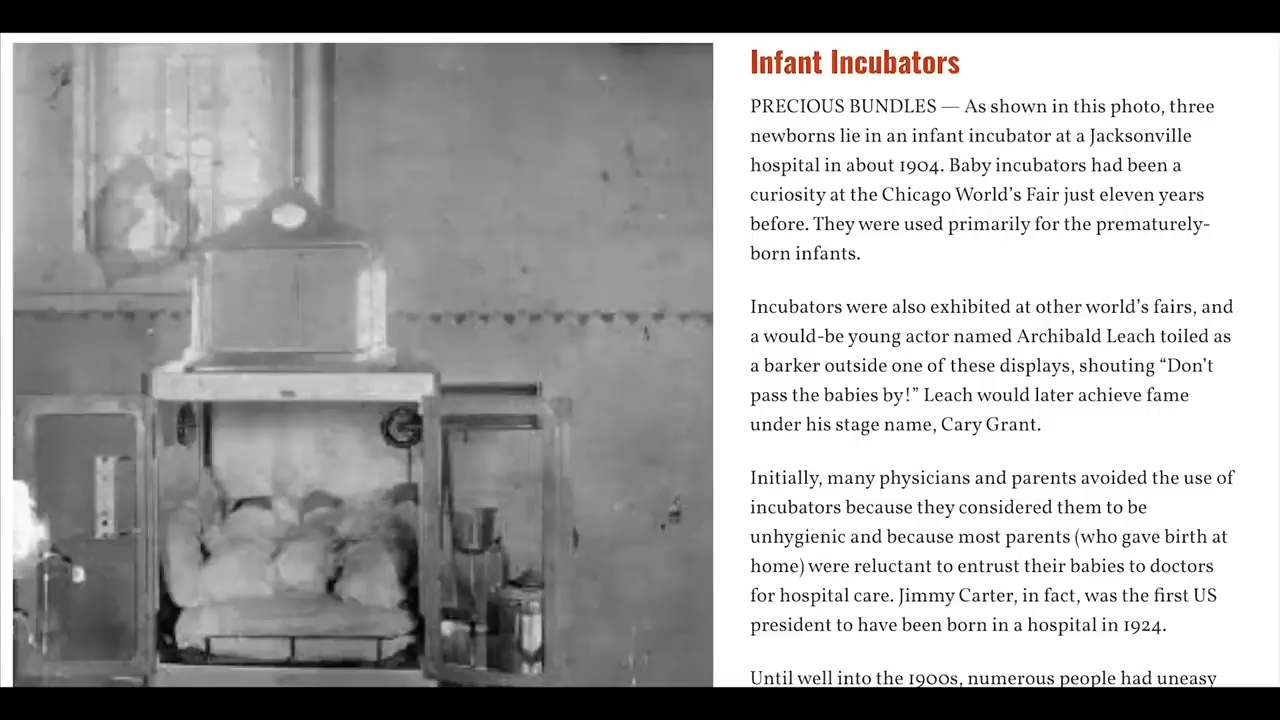 Infant Incubators
PRECIOUS BUNDLES — As shown in this photo, three
newborns lie in an infant incubator at a Jacksonville
hospital in about 1904. Baby incubators had been a
curiosity at the Chicago World’s Fair just eleven years
before. They were used primarily for the prematurely-
born infants.
Incubators were also exhibited at other world’s fairs, and
a would-be young actor named Archibald Leach toiled as
a barker outside one of these displays, shouting “Don’t
pass the babies by!” Leach would later achieve fame
under his stage name, Cary Grant.
Initially, many physicians and parents avoided the use of
incubators because they considered them to be
unhygienic and because most parents (who gave birth at
home) were reluctant to entrust their babies to doctors
for hospital care. Jimmy Carter, in fact, was the first US
president to have been born in a hospital in 1924.
Until well into the 1900s, numerous people had uneasy